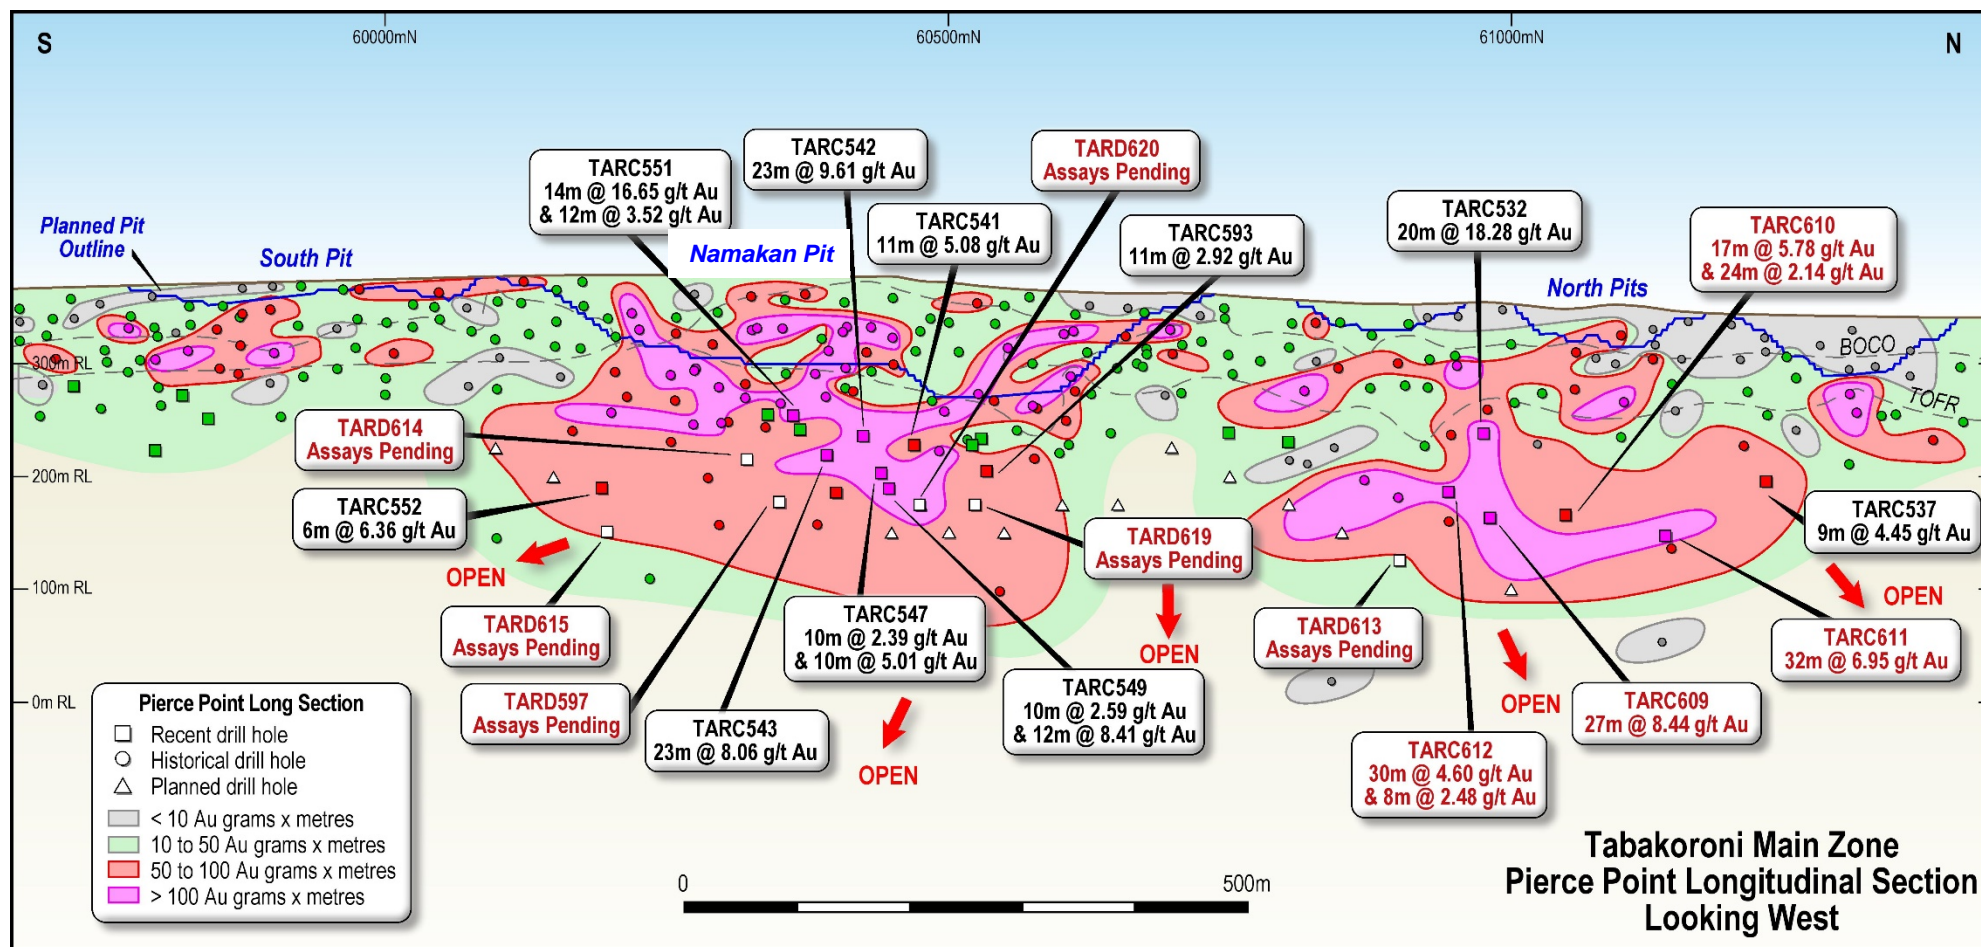 S
60000mN
60500mN
61000mN
N
TARC551
14m @ 16.65 g/t Au
& 12m @ 3.52 g/t Au
TARC542
23m @ 9.61 g/t Au
TARD620
Assays Pending
TARC541
11m @ 5.08 g/t Au
TARC593
11m @ 2.92 g/t Au
TARC532
20m @ 18.28 g/t Au
TARC610
17m @ 5.78 g/t Au
& 24m @ 2.14 g/t Au
Planned Pit
Outline
South Pit
Namakan Pit
North Pits
BOCO
TOFR
300m RL
200m RL
100m RL
0m RL
TARD614
Assays Pending
TARC552
6m @ 6.36 g/t Au
OPEN
TARD615
Assays Pending
TARD597
Assays Pending
TARC543
23m @ 8.06 g/t Au
TARC547
10m @ 2.39 g/t Au
& 10m @ 5.01 g/t Au
OPEN
TARC549
10m @ 2.59 g/t Au
& 12m @ 8.41 g/t Au
TARD619
Assays Pending
OPEN
TARD613
Assays Pending
TARC612
30m @ 4.60 g/t Au
& 8m @ 2.48 g/t Au
OPEN
TARC609
27m @ 8.44 g/t Au
TARC537
9m @ 4.45 g/t Au
OPEN
TARC611
32m @ 6.95 g/t Au
Pierce Point Long Section
Recent drill hole
Historical drill hole
Planned drill hole
< 10 Au grams x metres
10 to 50 Au grams x metres
50 to 100 Au grams x metres
> 100 Au grams x metres
0
500m
Tabakoroni Main Zone
Pierce Point Longitudinal Section
Looking West